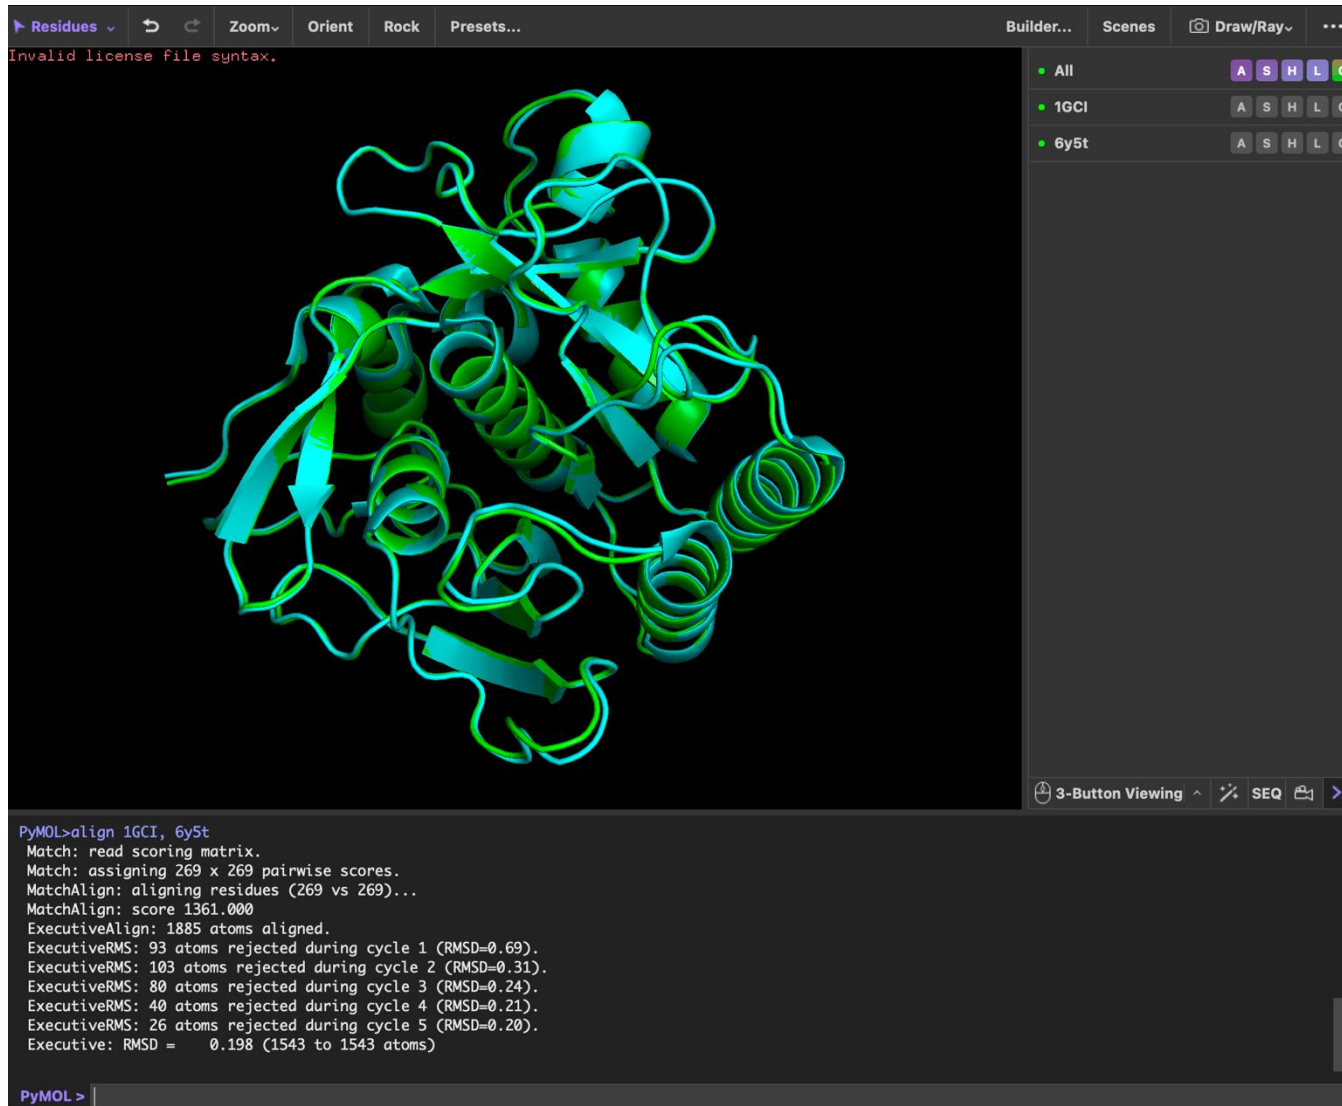 Residues Zoom Orient Rock Presets... Builder... Scenes Draw/Ray ...
Invalid license file syntax.
All A S H L C
1GCI A S H L C
6y5t A S H L C
3-Button Viewing ^ SEQ >
PyMOL>align 1GCI, 6y5t
Match: read scoring matrix.
Match: assigning 269 x 269 pairwise scores.
MatchAlign: aligning residues (269 vs 269)...
MatchAlign: score 1361.000
ExecutiveAlign: 1885 atoms aligned.
ExecutiveRMS: 93 atoms rejected during cycle 1 (RMSD=0.69).
ExecutiveRMS: 103 atoms rejected during cycle 2 (RMSD=0.31).
ExecutiveRMS: 80 atoms rejected during cycle 3 (RMSD=0.24).
ExecutiveRMS: 40 atoms rejected during cycle 4 (RMSD=0.21).
ExecutiveRMS: 26 atoms rejected during cycle 5 (RMSD=0.20).
Executive: RMSD =    0.198 (1543 to 1543 atoms)
PyMOL >